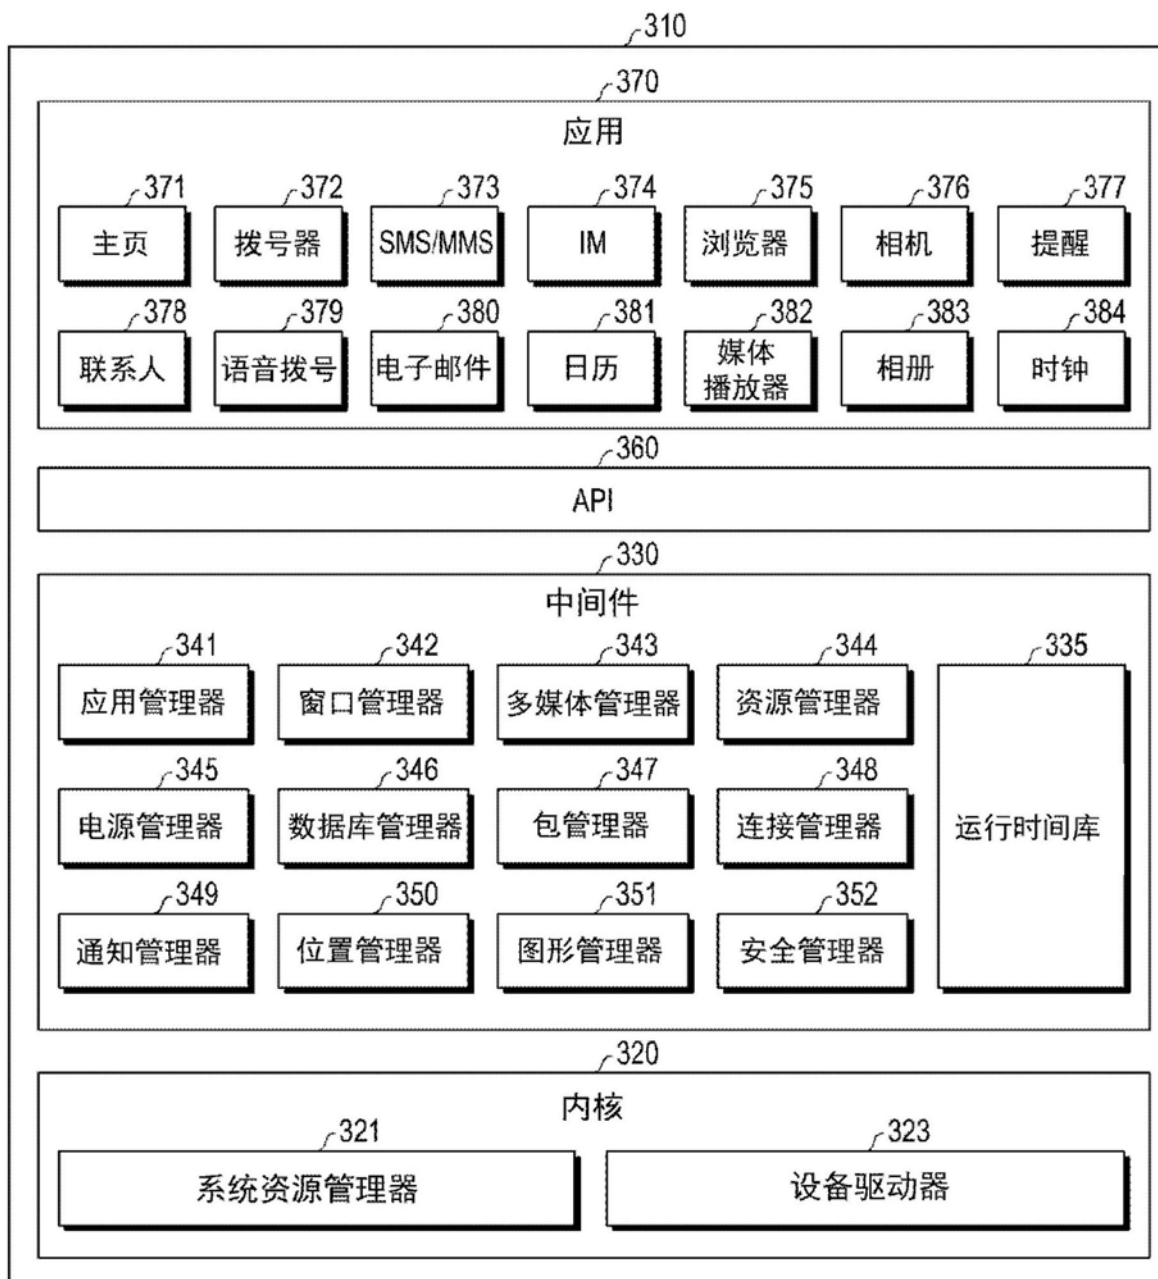 310
370
应用
371 372 373 374 375 376 377
主页 拨号器 SMS/MMS IM 浏览器 相机 提醒
378 379 380 381 382 383 384
联系人 语音拨号 电子邮件 日历 媒体 相册 时钟
播放器
360
API
330
中间件
341 342 343 344 335
应用管理器 窗口管理器 多媒体管理器 资源管理器
345 346 347 348
电源管理器 数据库管理器 包管理器 连接管理器 运行时间库
349 350 351 352
通知管理器 位置管理器 图形管理器 安全管理器
320
内核
321 323
系统资源管理器 设备驱动器